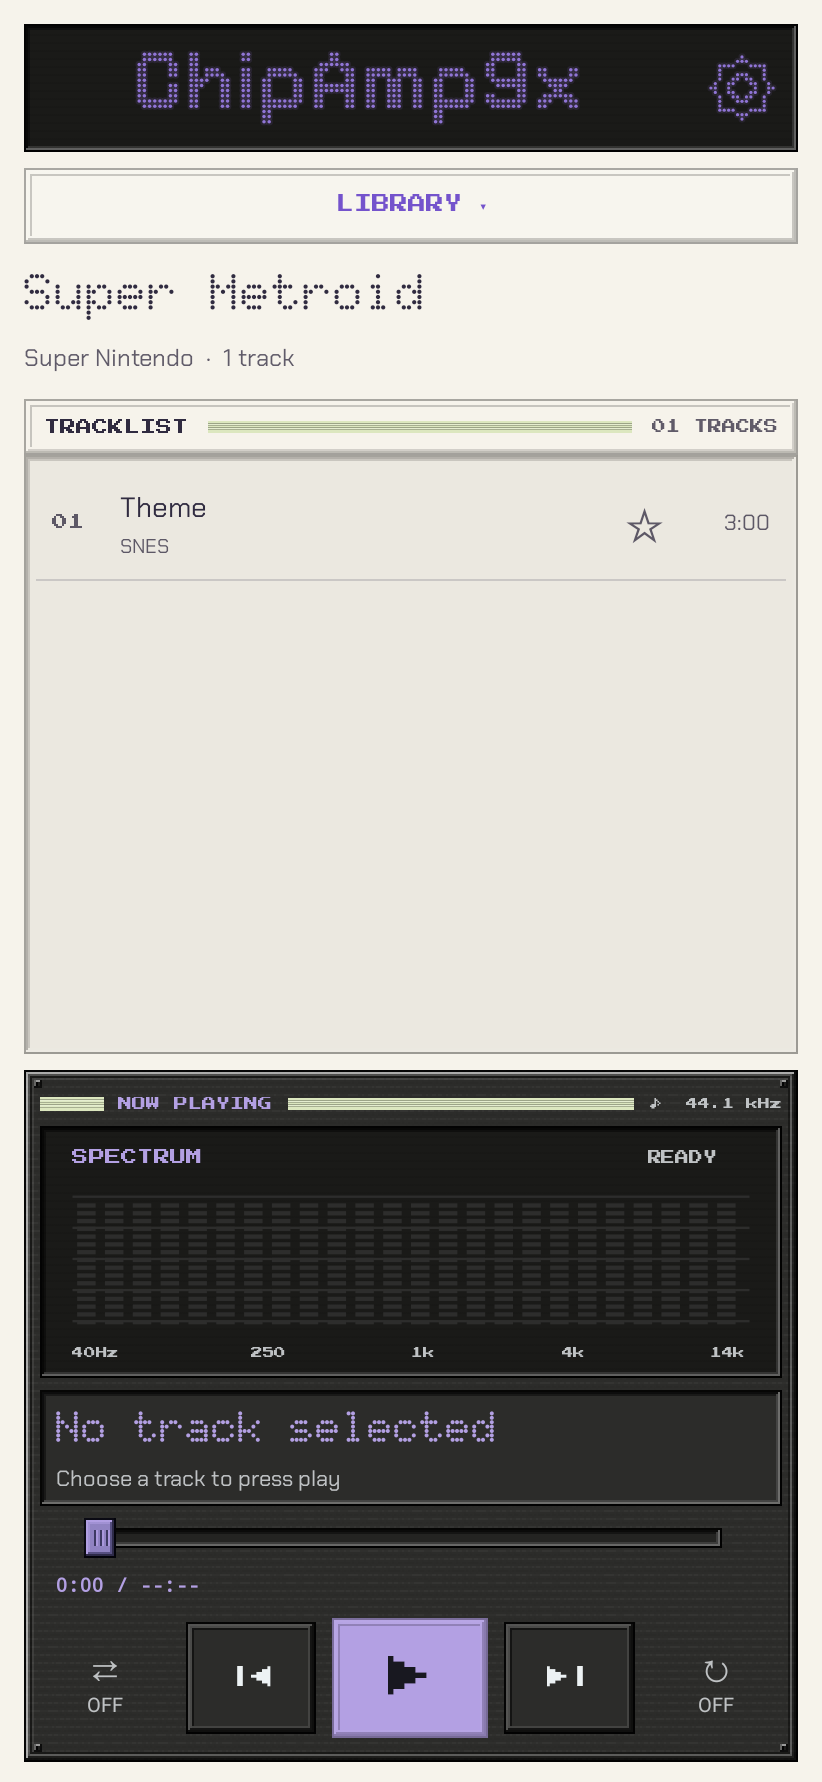 ChipAmp9x
LIBRARY ▾
Super Metroid
Super Nintendo · 1 track
TRACKLIST 01 TRACKS
01 Theme 3:00
SNES
NOW PLAYING ♪ 44.1 kHz
SPECTRUM READY
40Hz 250 1k 4k 14k
No track selected
Choose a track to press play
0:00 / --:--
OFF OFF